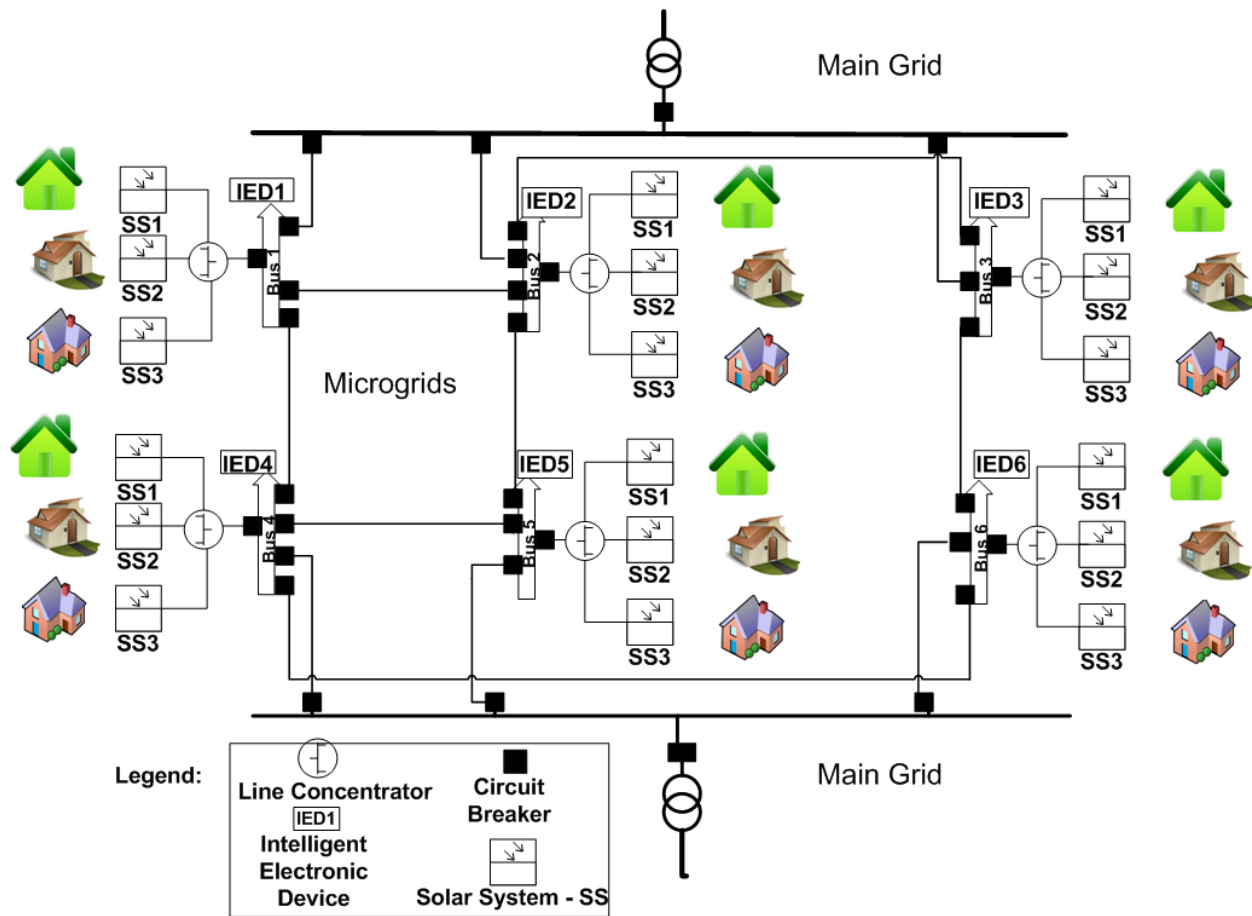 Main Grid
IED1
SS1
SS2
SS3
Bus 1
IED2
SS1
SS2
SS3
Bus 2
IED3
SS1
SS2
SS3
Bus 3
Microgrids
IED4
SS1
SS2
SS3
Bus 4
IED5
SS1
SS2
SS3
Bus 5
IED6
SS1
SS2
SS3
Bus 6
Main Grid
Legend:
Line Concentrator
IED1
Intelligent
Electronic
Device
Circuit
Breaker
Solar System - SS